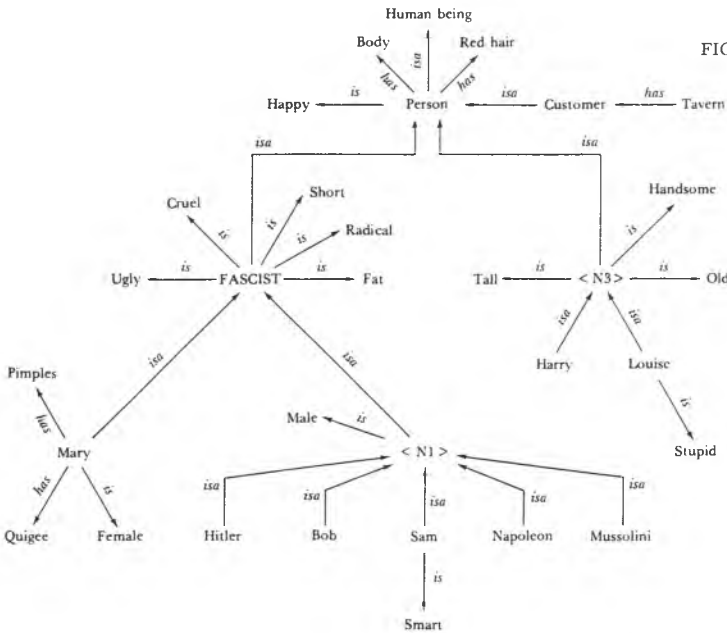 Human being
Body
isa
Red hair
FIG
has
has
Happy
is
Person
isa
Customer
has
Tavern
isa
isa
Cruel
Short
Handsome
is
is
Radical
is
is
Ugly
is
FASCIST
is
Fat
Tall
is
< N3 >
is
Old
isa
isa
isa
isa
Harry
Louise
Pimples
Male
is
is
has
Mary
< N1 >
Stupid
has
is
isa
isa
isa
isa
isa
Quigee
Female
Hitler
Bob
Sam
Napoleon
Mussolini
is
Smart